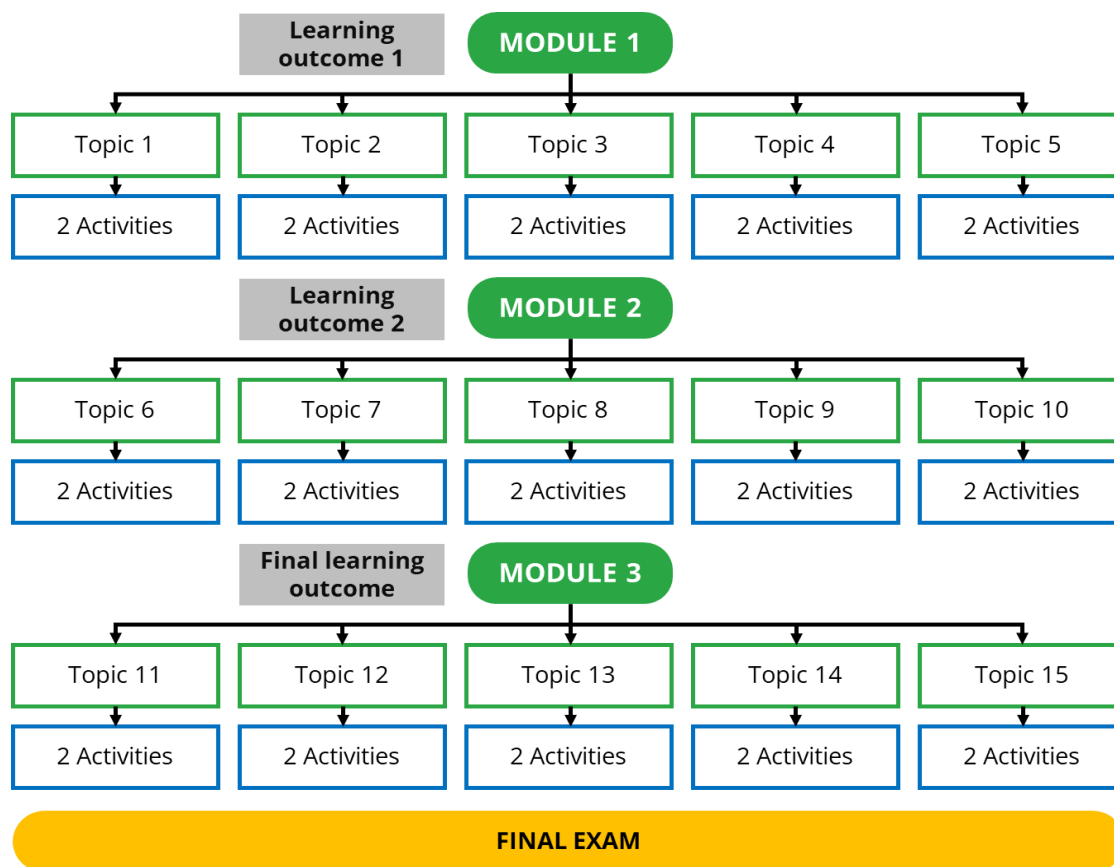 Learning
outcome 1
MODULE 1
Topic 1
Topic 2
Topic 3
Topic 4
Topic 5
2 Activities
2 Activities
2 Activities
2 Activities
2 Activities
Learning
outcome 2
MODULE 2
Topic 6
Topic 7
Topic 8
Topic 9
Topic 10
2 Activities
2 Activities
2 Activities
2 Activities
2 Activities
Final learning
outcome
MODULE 3
Topic 11
Topic 12
Topic 13
Topic 14
Topic 15
2 Activities
2 Activities
2 Activities
2 Activities
2 Activities
FINAL EXAM